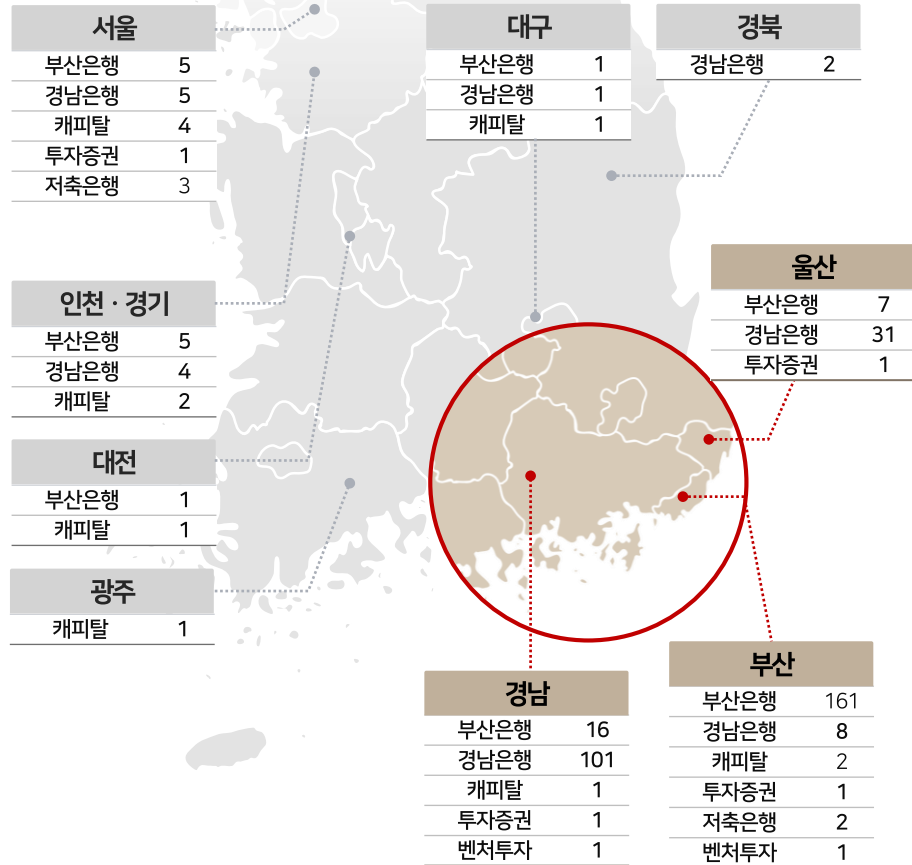 서울
부산은행 5
경남은행 5
캐피탈 4
투자증권 1
저축은행 3
대구
부산은행 1
경남은행 1
캐피탈 1
경북
경남은행 2
인천 · 경기
부산은행 5
경남은행 4
캐피탈 2
울산
부산은행 7
경남은행 31
투자증권 1
대전
부산은행 1
캐피탈 1
광주
캐피탈 1
경남
부산은행 16
경남은행 101
캐피탈 1
투자증권 1
벤처투자 1
부산
부산은행 161
경남은행 8
캐피탈 2
투자증권 1
저축은행 2
벤처투자 1